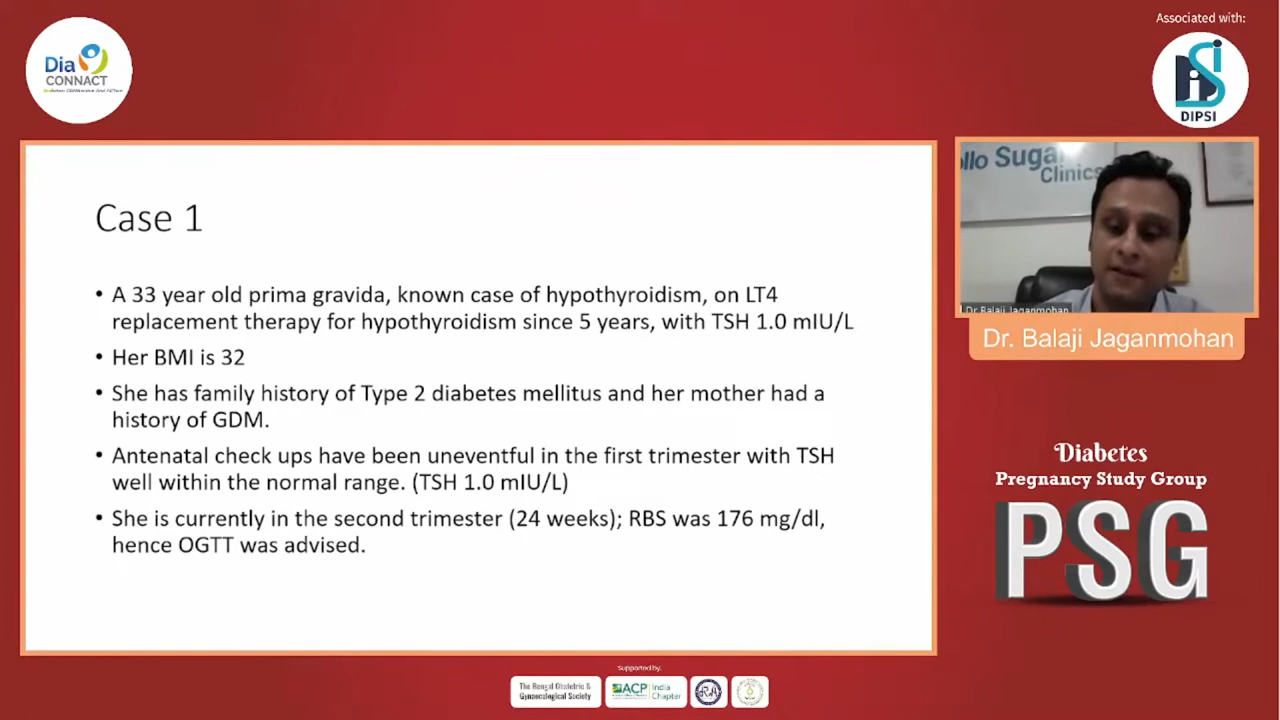 Associated with:
Dia
CONNACT
DIPSI
llo Suga
Clinics
Case 1
• A 33 year old prima gravida, known case of hypothyroidism, on LT4
replacement therapy for hypothyroidism since 5 years, with TSH 1.0 mIU/L
• Her BMI is 32
• She has family history of Type 2 diabetes mellitus and her mother had a
history of GDM.
• Antenatal check ups have been uneventful in the first trimester with TSH
well within the normal range. (TSH 1.0 mIU/L)
• She is currently in the second trimester (24 weeks); RBS was 176 mg/dl,
hence OGTT was advised.
Dr Balaji Jaganmohan
Dr. Balaji Jaganmohan
Diabetes
Pregnancy Study Group
PSG
Supported by:
The Bengal Obstetric &
Gynaecological Society
ACP India
Chapter